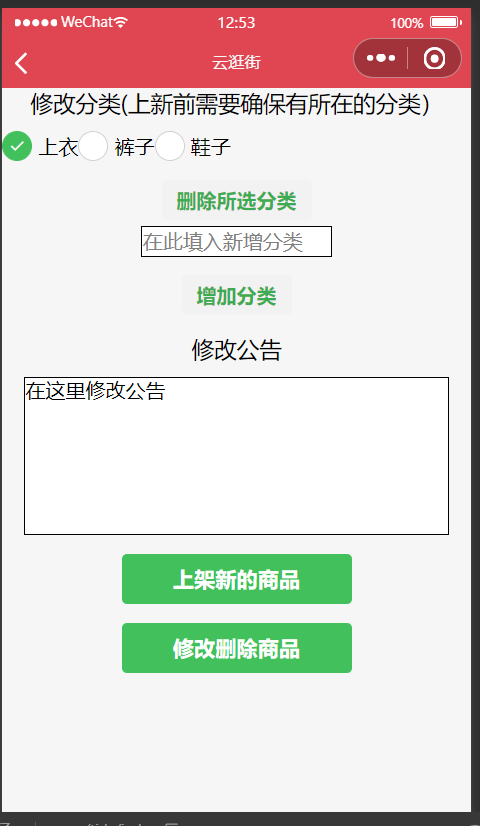 WeChat 12:53 100%
云逛街
修改分类(上新前需要确保有所在的分类)
上衣 裤子 鞋子
删除所选分类
在此填入新增分类
增加分类
修改公告
在这里修改公告
上架新的商品
修改删除商品